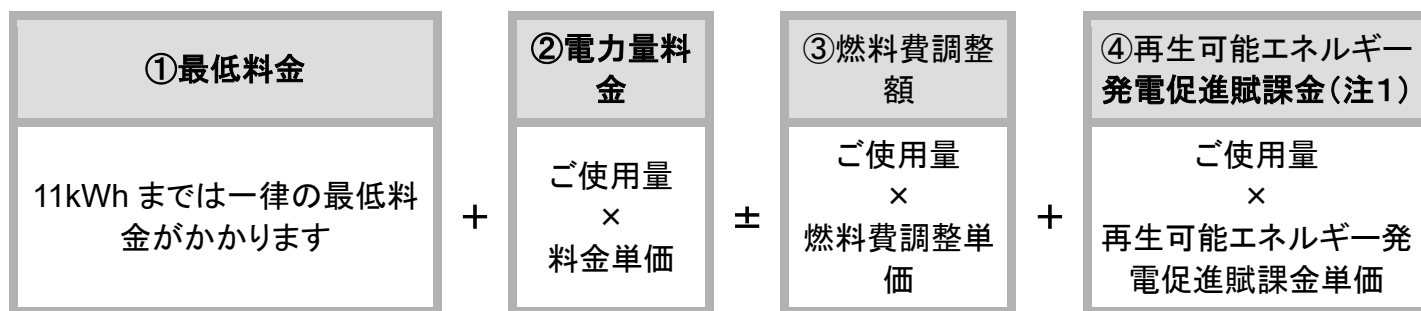 ①最低料金
11kWh までは一律の最低料
金がかかります
＋
②電力量料
金
ご使用量
×
料金単価
±
③燃料費調整
額
ご使用量
×
燃料費調整単
価
＋
④再生可能エネルギー
発電促進賦課金(注1)
ご使用量
×
再生可能エネルギー発
電促進賦課金単価